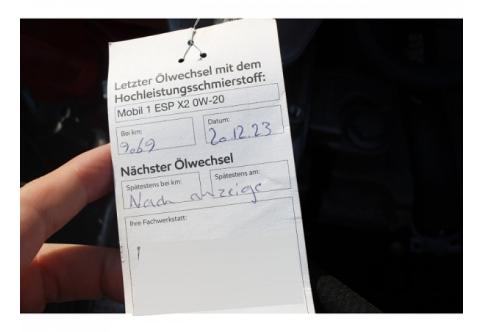 Letzter Ölwechsel mit dem
Hochleistungsschmierstoff:
Mobil 1 ESP X2 0W-20
Bei km: Datum:
9069 20.12.23
Nächster Ölwechsel
Spätestens bei km: Spätestens am:
Nach anzeige
Ihre Fachwerkstatt: